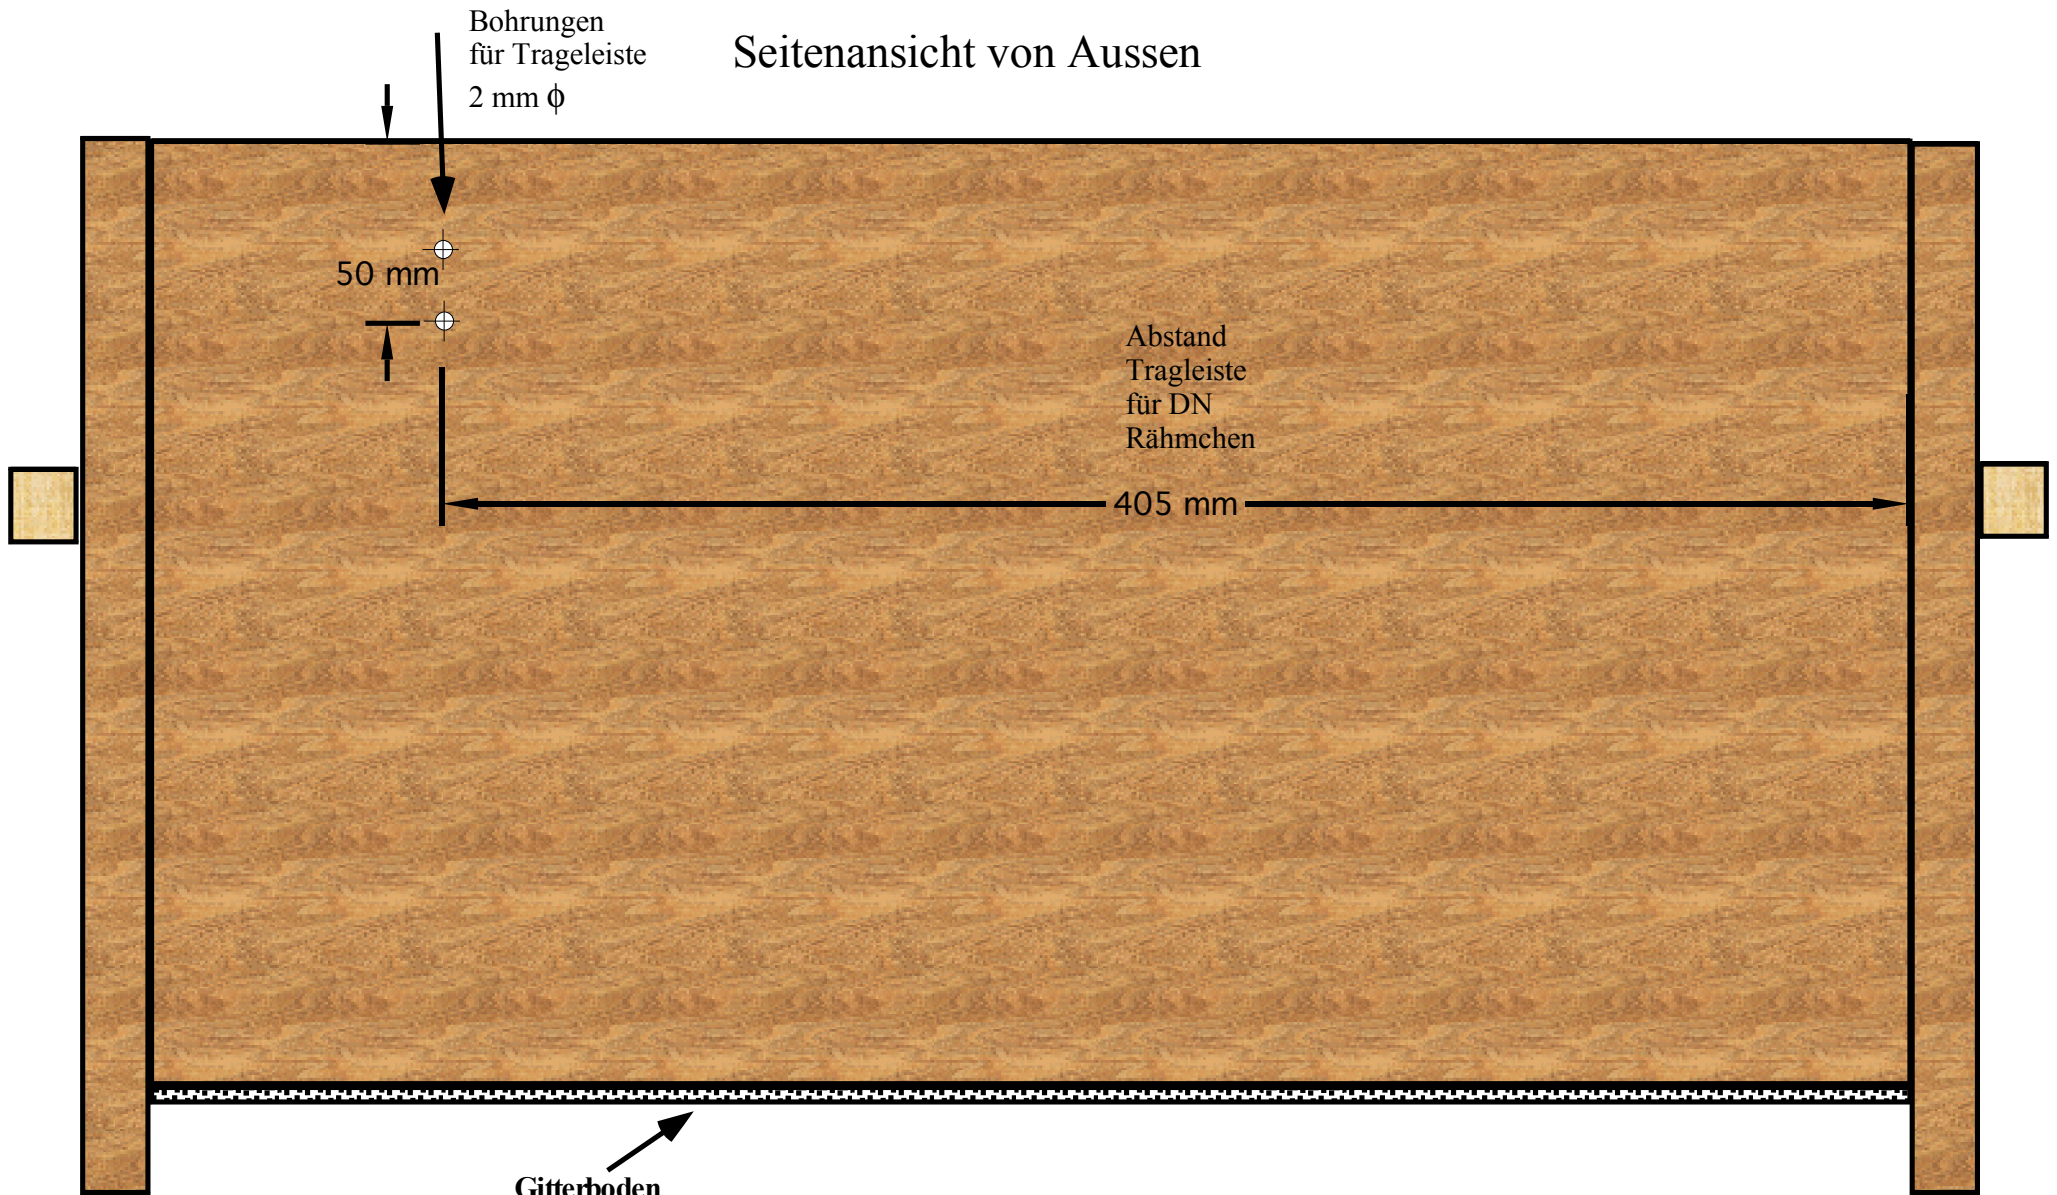 Bohrungen
für Trageleiste
2 mm ϕ
Seitenansicht von Aussen
50 mm
Abstand
Tragleiste
für DN
Rähmchen
405 mm
Gitterboden